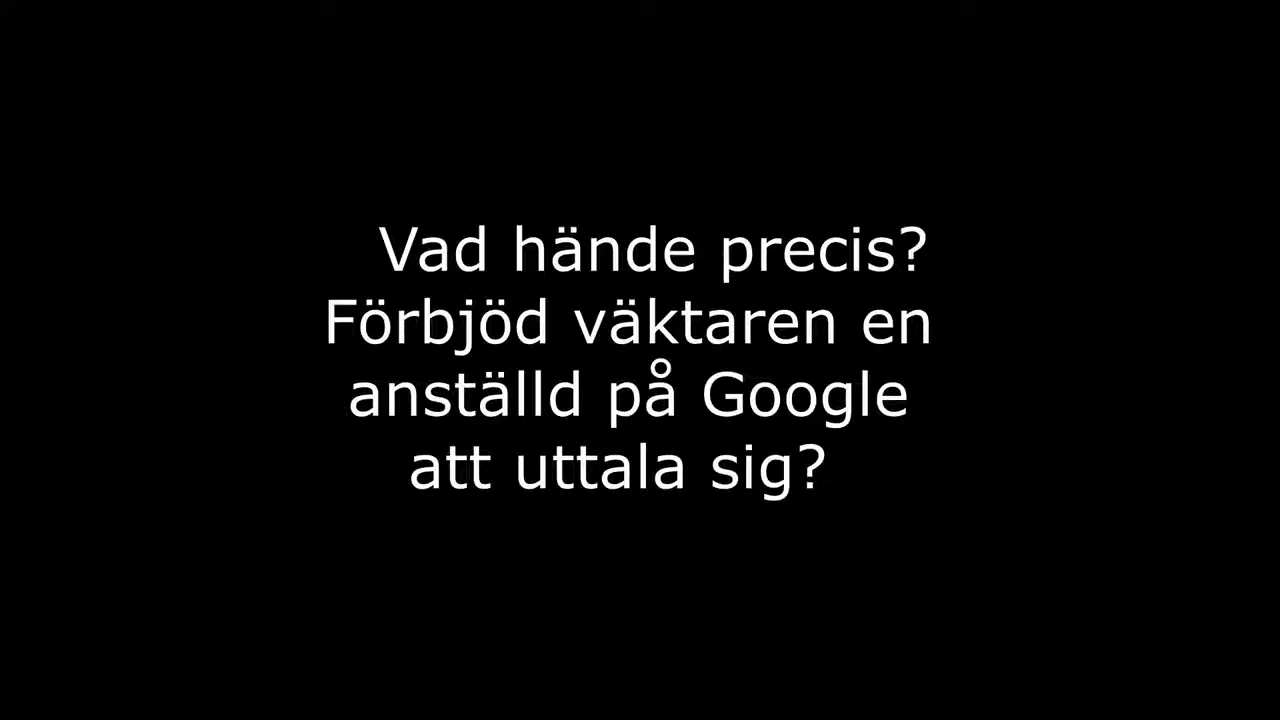 Vad hände precis?
Förbjöd väktaren en
anställd på Google
att uttala sig?